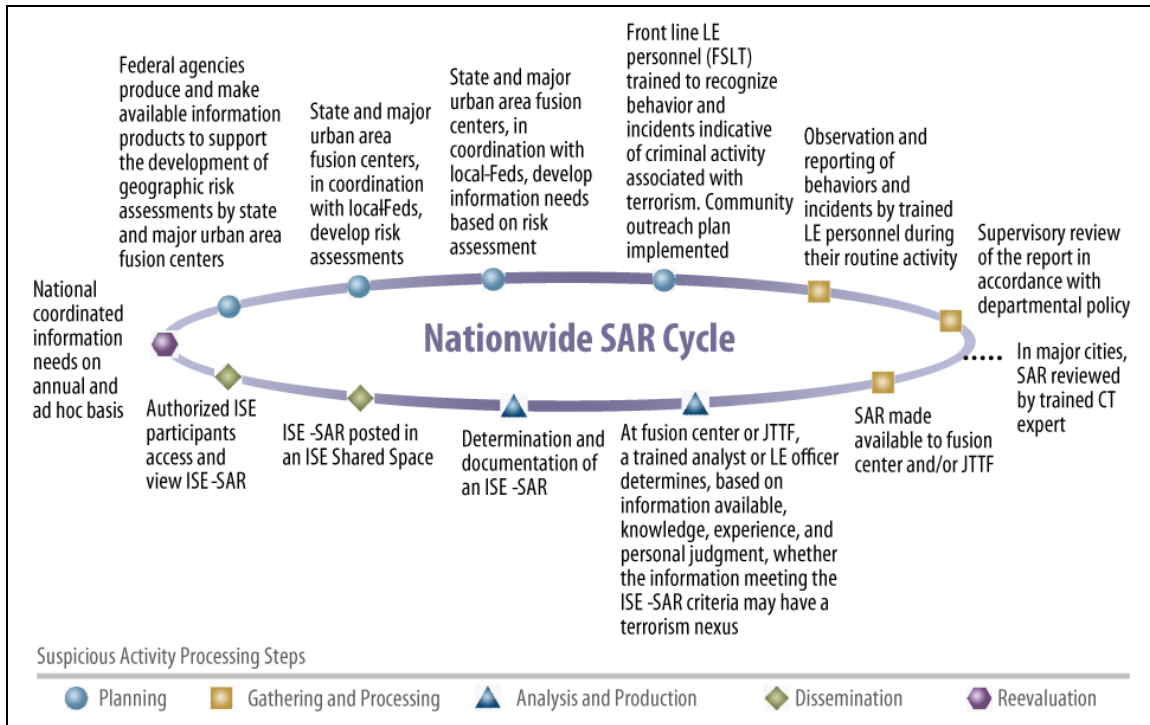 Federal agencies
produce and make
available information
products to support
the development of
geographic risk
assessments by state
and major urban area
fusion centers
State and major
urban area
fusion centers,
in coordination
with local-Feds,
develop risk
assessments
State and major
urban area fusion
centers, in
coordination with
local-Feds, develop
information needs
based on risk
assessment
Front line LE
personnel (FSLT)
trained to recognize
behavior and
incidents indicative
of criminal activity
associated with
terrorism. Community
outreach plan
implemented
Observation and
reporting of
behaviors and
incidents by trained
LE personnel during
their routine activity
Supervisory review
of the report in
accordance with
departmental policy
..... In major cities,
SAR reviewed
by trained CT
expert
National
coordinated
information
needs on
annual and
ad hoc basis
Nationwide SAR Cycle
Authorized ISE
participants
access and
view ISE-SAR
ISE -SAR posted in
an ISE Shared Space
Determination and
documentation of
an ISE -SAR
At fusion center or JTTF,
a trained analyst or LE officer
determines, based on
information available,
knowledge, experience, and
personal judgment, whether
the information meeting the
ISE -SAR criteria may have a
terrorism nexus
SAR made
available to fusion
center and/or JTTF
Suspicious Activity Processing Steps
Planning
Gathering and Processing
Analysis and Production
Dissemination
Reevaluation